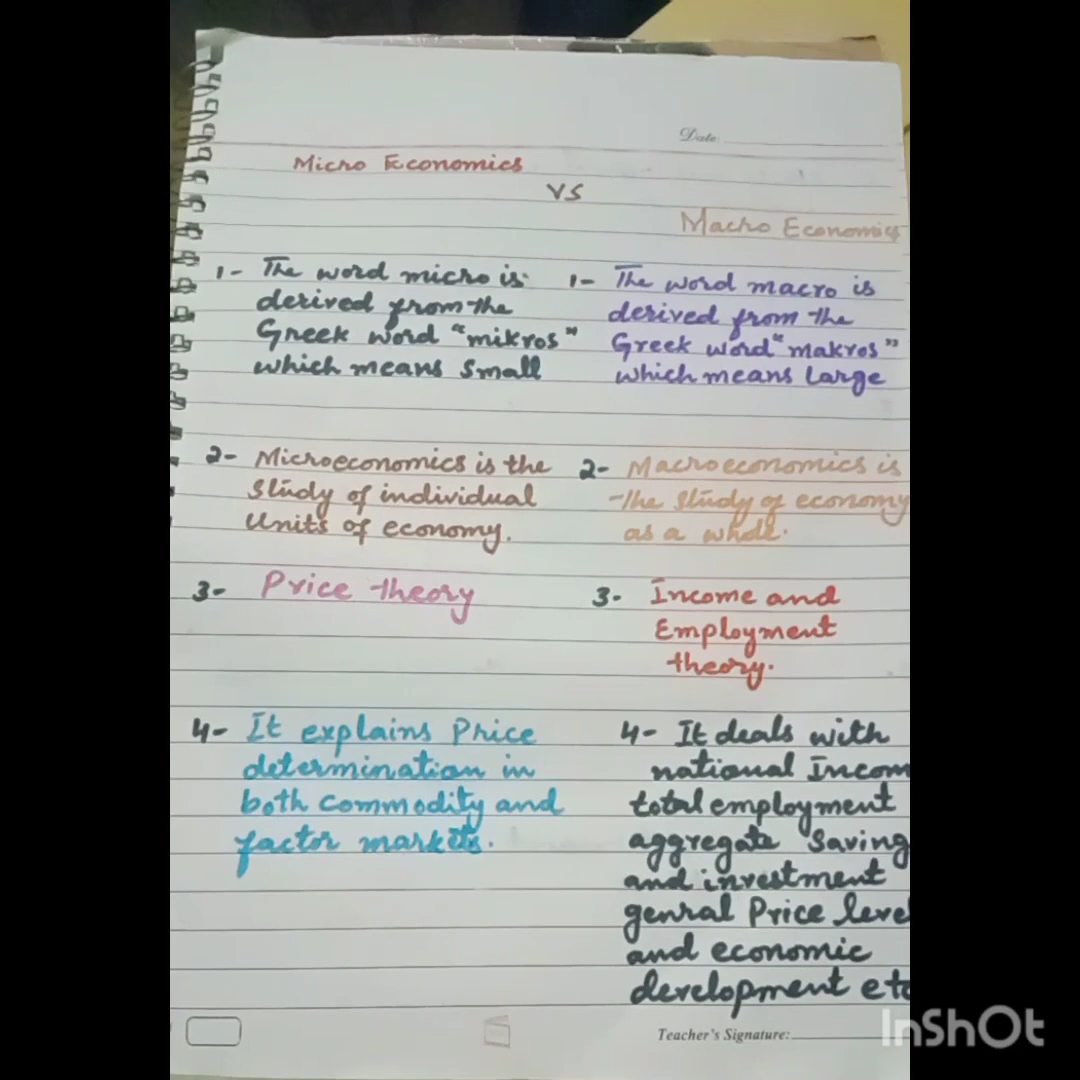 Date:
Micro Economics
VS
Macro Economics
1- The word micro is
derived from the
Greek word "mikros"
which means small
1- The word macro is
derived from the
Greek word "makros"
which means large
2- Microeconomics is the
study of individual
Units of economy.
2- Macroeconomics is
the study of economy
as a whole.
3- Price theory
3- Income and
Employment
theory.
4- It explains Price
determination in
both commodity and
factor markets.
4- It deals with
national Incom
total employment
aggregate Saving
and investment
genral Price leve
and economic
development etc
Teacher's Signature:
InShOt